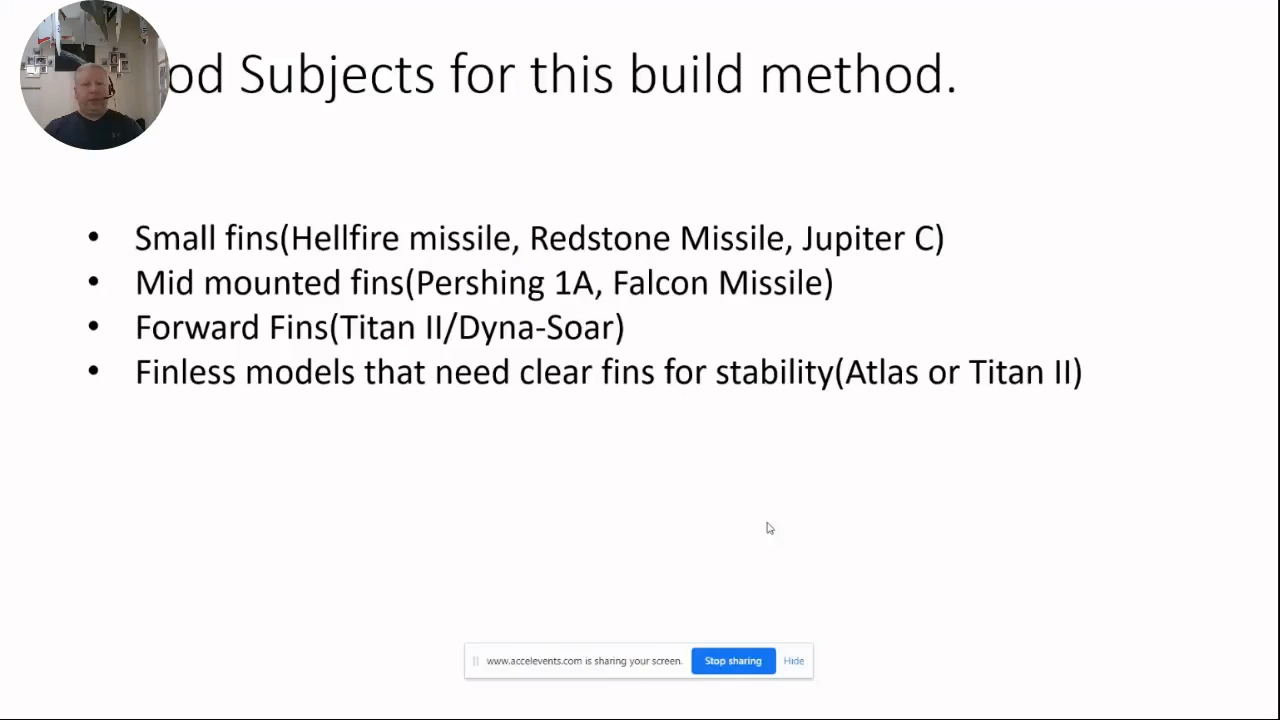 od Subjects for this build method.
• Small fins(Hellfire missile, Redstone Missile, Jupiter C)
• Mid mounted fins(Pershing 1A, Falcon Missile)
• Forward Fins(Titan II/Dyna-Soar)
• Finless models that need clear fins for stability(Atlas or Titan II)
www.accelevents.com is sharing your screen. Stop sharing Hide